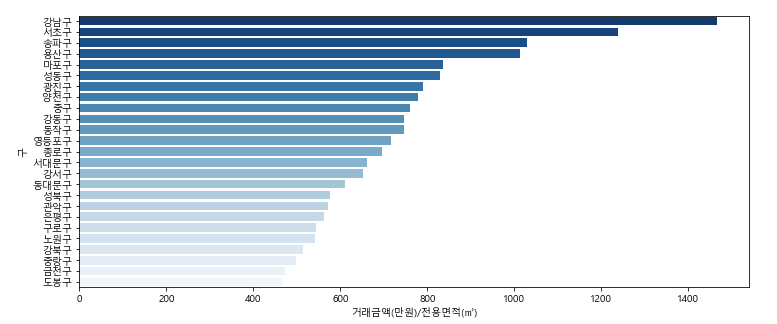 강남구
서초구
송파구
용산구
마포구
성동구
광진구
양천구
중구
강동구
동작구
영등포구
종로구
서대문구
강서구
동대문구
성북구
관악구
은평구
구로구
노원구
강북구
중랑구
금천구
도봉구
구
0 200 400 600 800 1000 1200 1400
거래금액(만원)/전용면적(㎡)